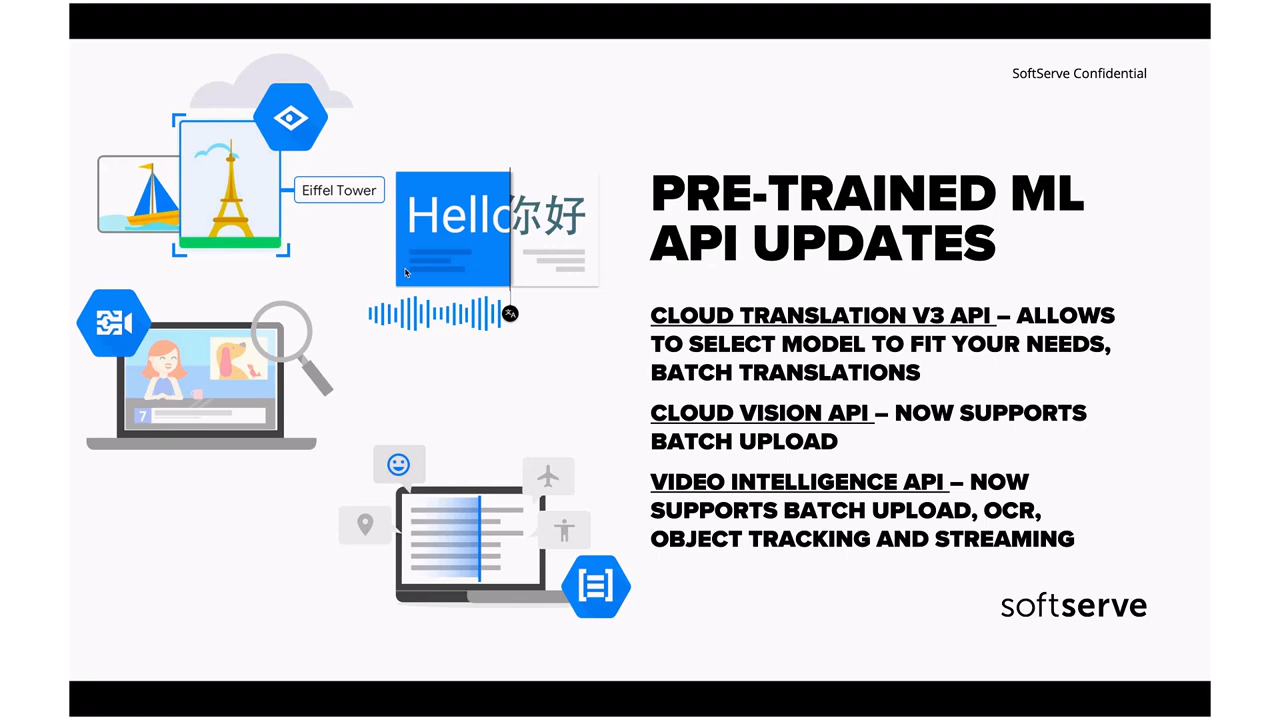 SoftServe Confidential
Eiffel Tower
Hello
你好
7
PRE-TRAINED ML
API UPDATES
CLOUD TRANSLATION V3 API – ALLOWS
TO SELECT MODEL TO FIT YOUR NEEDS,
BATCH TRANSLATIONS
CLOUD VISION API – NOW SUPPORTS
BATCH UPLOAD
VIDEO INTELLIGENCE API – NOW
SUPPORTS BATCH UPLOAD, OCR,
OBJECT TRACKING AND STREAMING
softserve